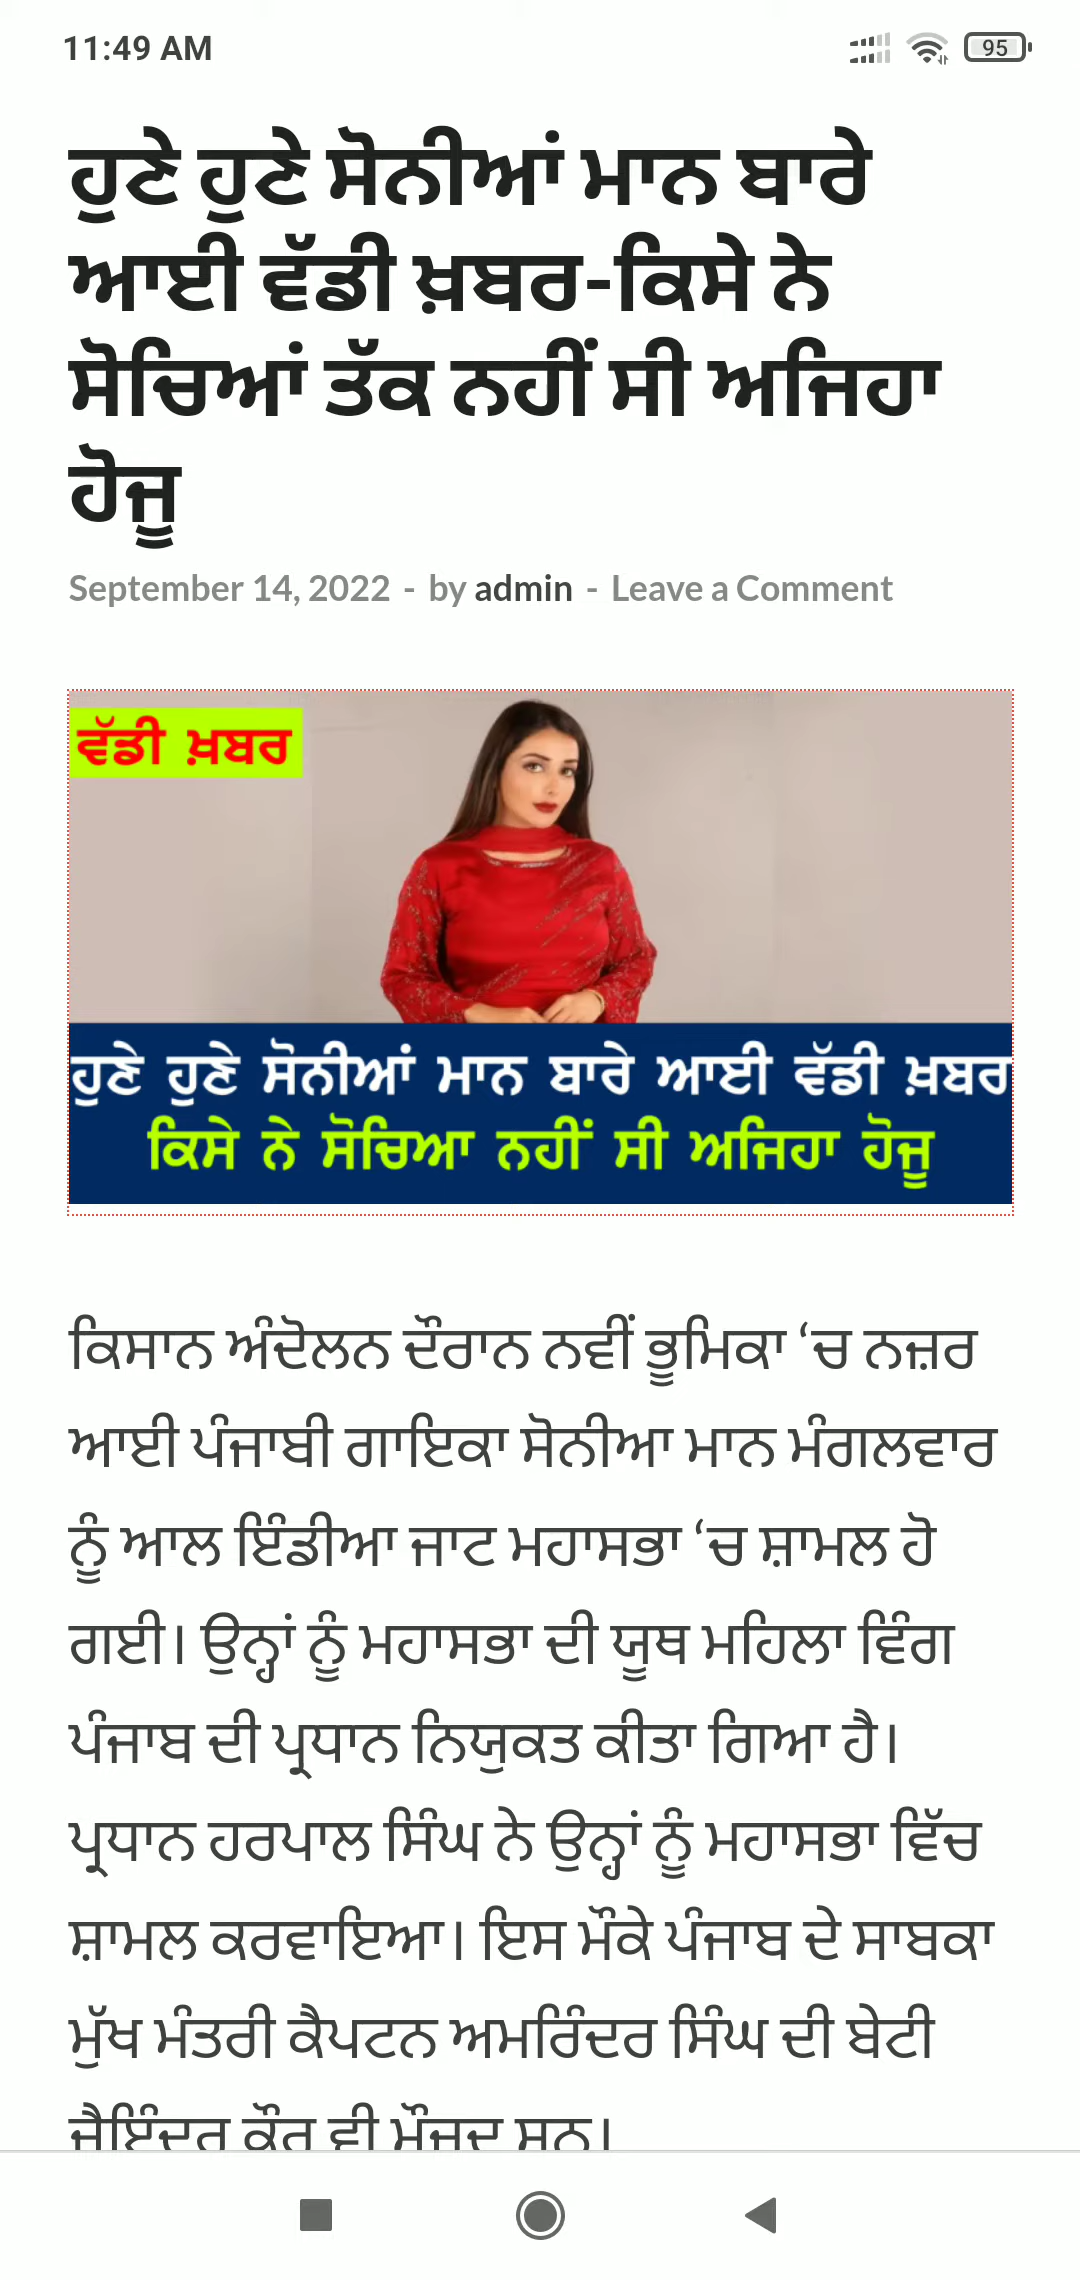 11:49 AM
95
ਹੁਣੇ ਹੁਣੇ ਸੋਨੀਆਂ ਮਾਨ ਬਾਰੇ
ਆਈ ਵੱਡੀ ਖ਼ਬਰ-ਕਿਸੇ ਨੇ
ਸੋਚਿਆਂ ਤੱਕ ਨਹੀਂ ਸੀ ਅਜਿਹਾ
ਹੋਜੂ
September 14, 2022 - by admin - Leave a Comment
ਵੱਡੀ ਖ਼ਬਰ
ਹੁਣੇ ਹੁਣੇ ਸੋਨੀਆਂ ਮਾਨ ਬਾਰੇ ਆਈ ਵੱਡੀ ਖ਼ਬਰ
ਕਿਸੇ ਨੇ ਸੋਚਿਆ ਨਹੀਂ ਸੀ ਅਜਿਹਾ ਹੋਜੂ
ਕਿਸਾਨ ਅੰਦੋਲਨ ਦੌਰਾਨ ਨਵੀਂ ਭੂਮਿਕਾ ‘ਚ ਨਜ਼ਰ
ਆਈ ਪੰਜਾਬੀ ਗਾਇਕਾ ਸੋਨੀਆ ਮਾਨ ਮੰਗਲਵਾਰ
ਨੂੰ ਆਲ ਇੰਡੀਆ ਜਾਟ ਮਹਾਸਭਾ ‘ਚ ਸ਼ਾਮਲ ਹੋ
ਗਈ। ਉਨ੍ਹਾਂ ਨੂੰ ਮਹਾਸਭਾ ਦੀ ਯੂਥ ਮਹਿਲਾ ਵਿੰਗ
ਪੰਜਾਬ ਦੀ ਪ੍ਰਧਾਨ ਨਿਯੁਕਤ ਕੀਤਾ ਗਿਆ ਹੈ।
ਪ੍ਰਧਾਨ ਹਰਪਾਲ ਸਿੰਘ ਨੇ ਉਨ੍ਹਾਂ ਨੂੰ ਮਹਾਸਭਾ ਵਿੱਚ
ਸ਼ਾਮਲ ਕਰਵਾਇਆ। ਇਸ ਮੌਕੇ ਪੰਜਾਬ ਦੇ ਸਾਬਕਾ
ਮੁੱਖ ਮੰਤਰੀ ਕੈਪਟਨ ਅਮਰਿੰਦਰ ਸਿੰਘ ਦੀ ਬੇਟੀ
ਜੈਇੰਦਰ ਕੌਰ ਵੀ ਮੌਜੂਦ ਸਨ।